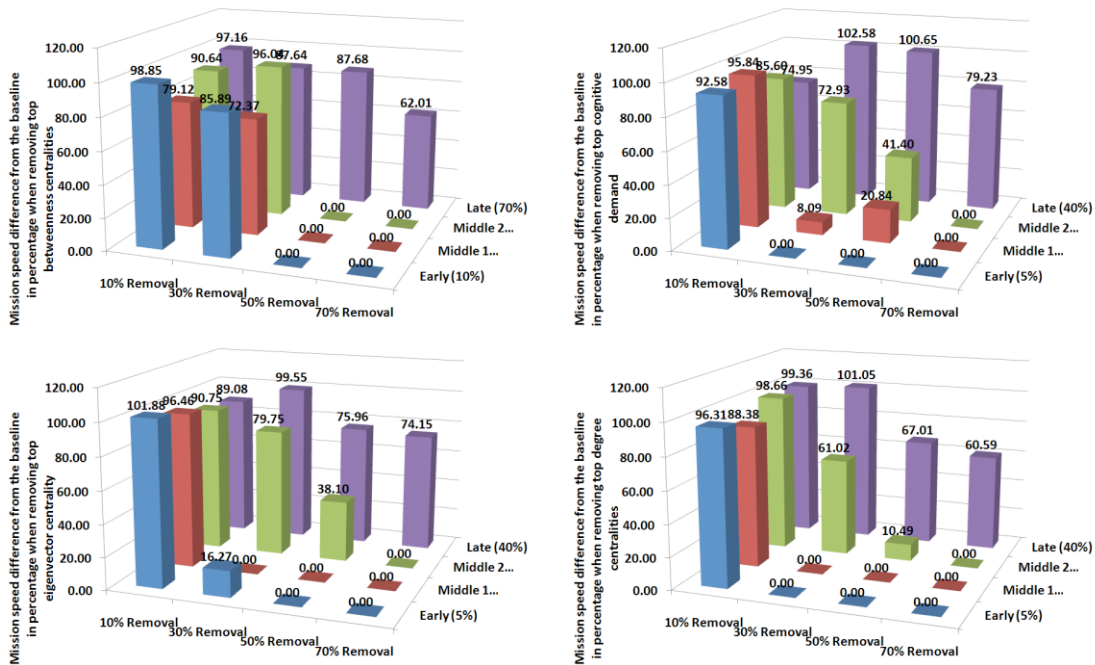 Mission speed difference from the baseline
in percentage when removing top
betweenness centralities
120.00
100.00
80.00
60.00
40.00
20.00
0.00
98.85
79.12
90.64
97.16
85.89
72.37
96.04
87.64
0.00
0.00
0.00
87.68
0.00
0.00
0.00
62.01
10% Removal
30% Removal
50% Removal
70% Removal
Late (70%)
Middle 2...
Middle 1...
Early (10%)
Mission speed difference from the baseline
in percentage when removing top cognitive
demand
120.00
100.00
80.00
60.00
40.00
20.00
0.00
92.58
95.84
85.60
74.95
0.00
8.09
72.93
102.58
0.00
20.84
41.40
100.65
0.00
0.00
0.00
79.23
10% Removal
30% Removal
50% Removal
70% Removal
Late (40%)
Middle 2...
Middle 1...
Early (5%)
Mission speed difference from the baseline
in percentage when removing top
eigenvector centrality
120.00
100.00
80.00
60.00
40.00
20.00
0.00
101.88
96.46
90.75
89.08
16.27
0.00
79.75
99.55
0.00
0.00
38.10
75.96
0.00
0.00
0.00
74.15
10% Removal
30% Removal
50% Removal
70% Removal
Late (40%)
Middle 2...
Middle 1...
Early (5%)
Mission speed difference from the baseline
in percentage when removing top degree
centralities
120.00
100.00
80.00
60.00
40.00
20.00
0.00
96.31
88.38
98.66
99.36
0.00
0.00
61.02
101.05
0.00
0.00
10.49
67.01
0.00
0.00
0.00
60.59
10% Removal
30% Removal
50% Removal
70% Removal
Late (40%)
Middle 2...
Middle 1...
Early (5%)